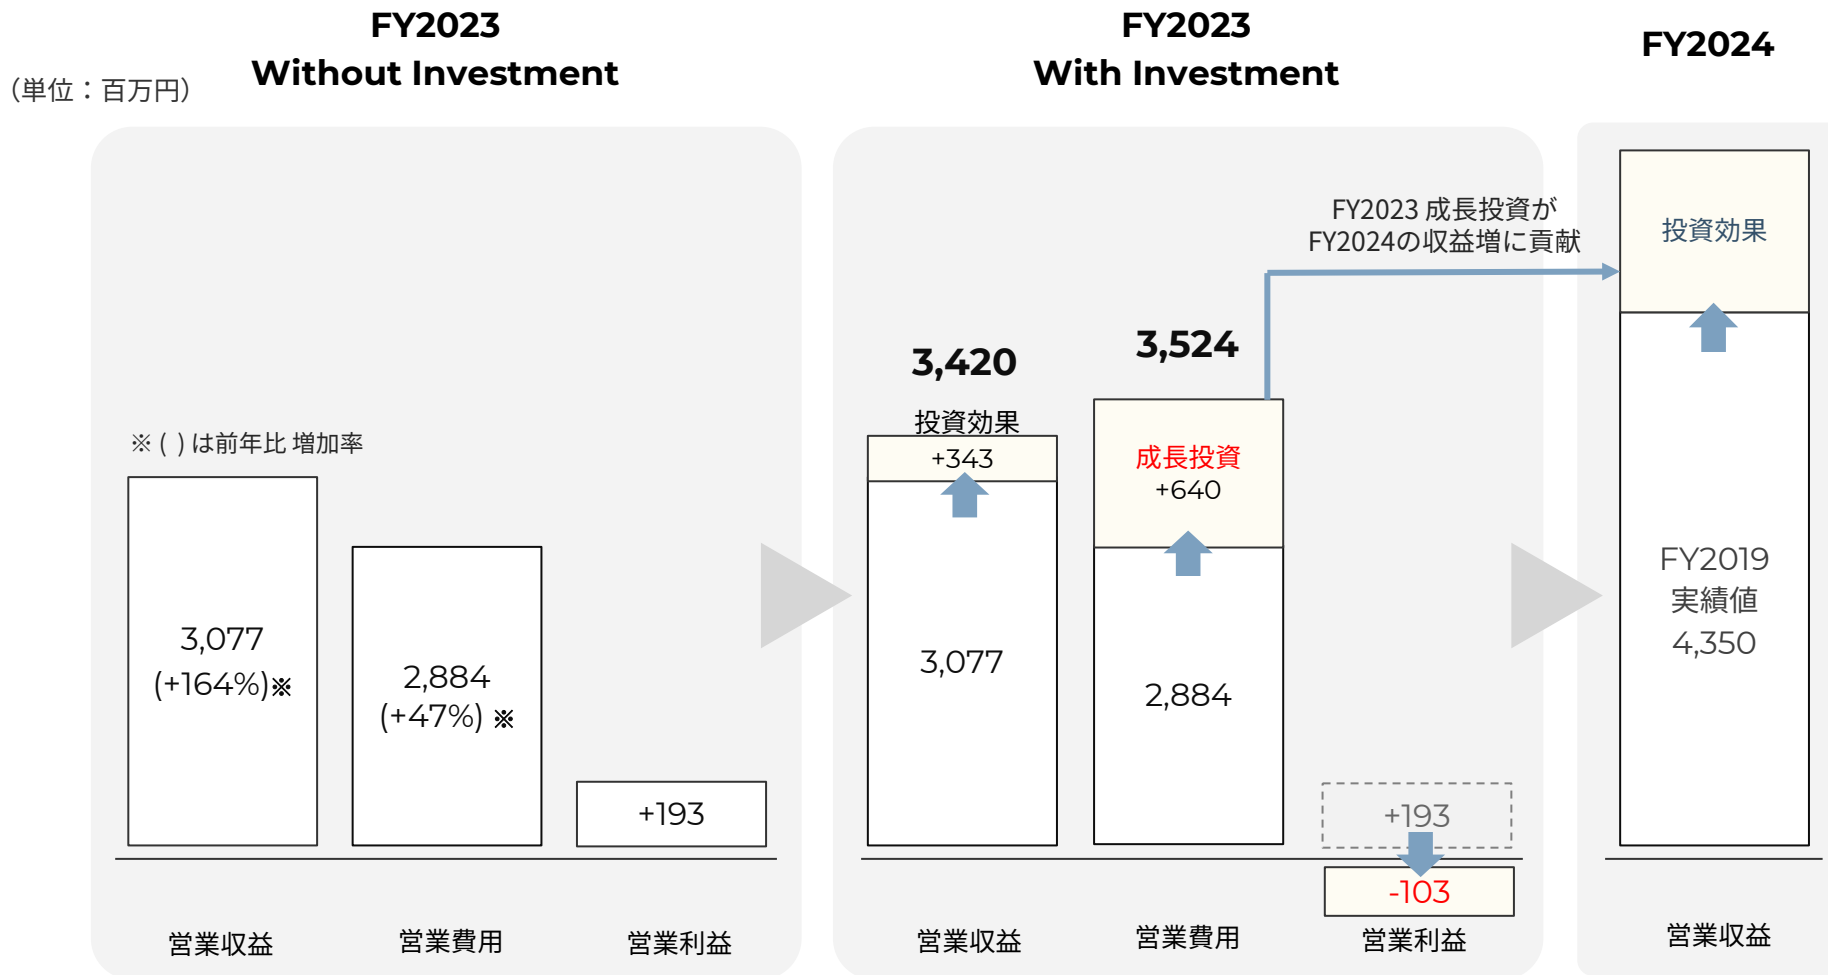 FY2023
Without Investment
FY2023
With Investment
FY2024
（単位：百万円）
※ ( ) は前年比 増加率
3,077
(+164%)※
2,884
(+47%) ※
+193
営業収益
営業費用
営業利益
3,420
投資効果
+343
3,077
3,524
成長投資
+640
2,884
+193
-103
営業収益
営業費用
営業利益
FY2023 成長投資が
FY2024の収益増に貢献
投資効果
FY2019
実績値
4,350
営業収益